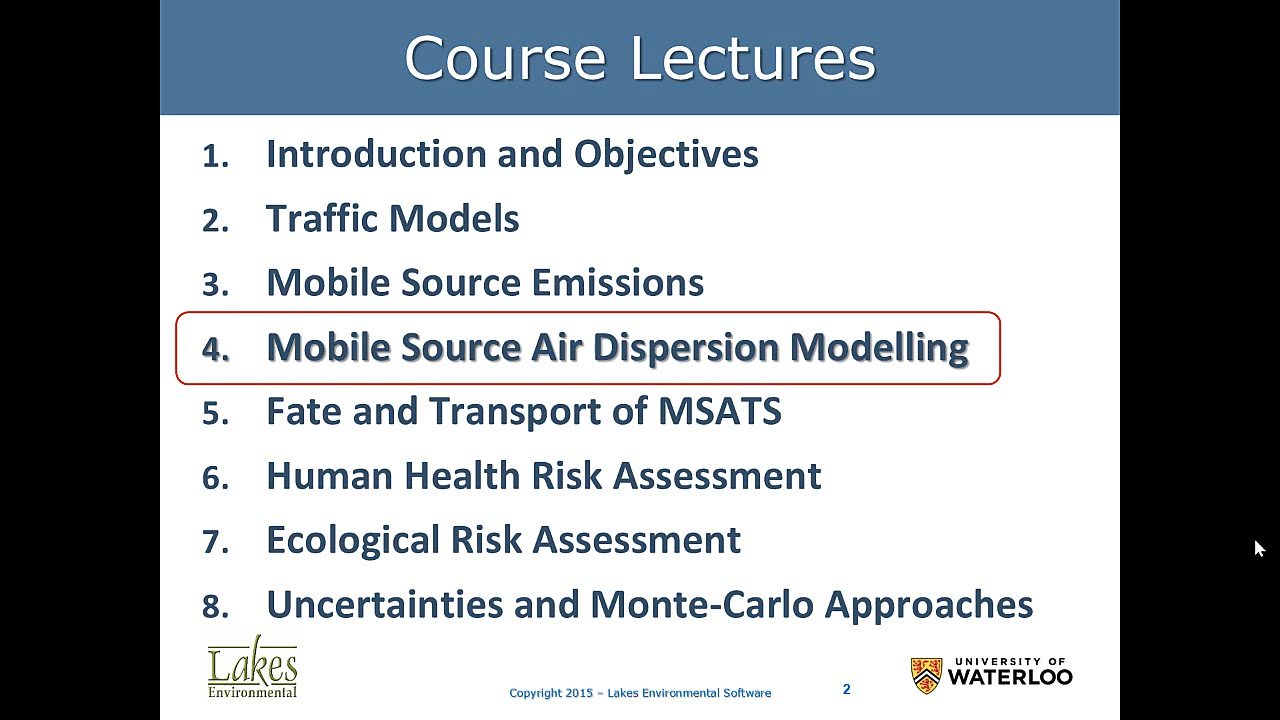 Course Lectures
1. Introduction and Objectives
2. Traffic Models
3. Mobile Source Emissions
4. Mobile Source Air Dispersion Modelling
5. Fate and Transport of MSATS
6. Human Health Risk Assessment
7. Ecological Risk Assessment
8. Uncertainties and Monte-Carlo Approaches
Lakes
Environmental
Copyright 2015 – Lakes Environmental Software
2
UNIVERSITY OF
WATERLOO